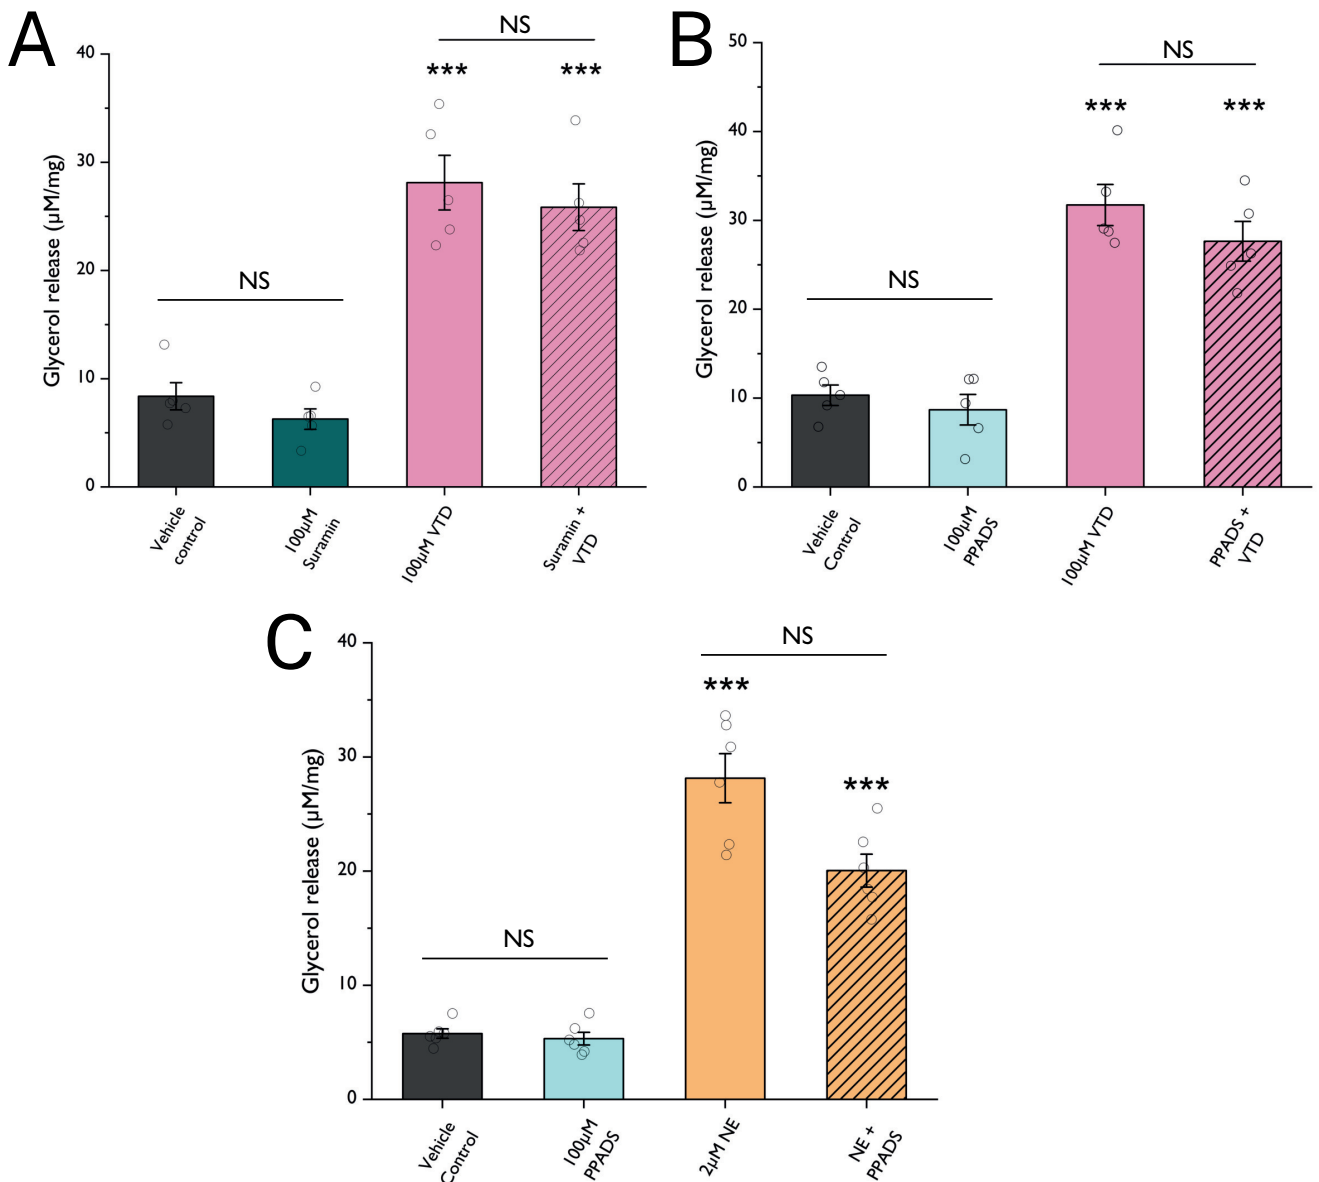 A
NS
***
***
40
30
20
10
0
Glycerol release (µM/mg)
NS
Vehicle
control
100µM
Suramin
100µM VTD
Suramin +
VTD
B
NS
***
***
50
40
30
20
10
0
Glycerol release (µM/mg)
NS
Vehicle
Control
100µM
PPADS
100µM VTD
PPADS +
VTD
C
NS
***
***
40
30
20
10
0
Glycerol release (µM/mg)
NS
Vehicle
Control
100µM
PPADS
2µM NE
NE +
PPADS